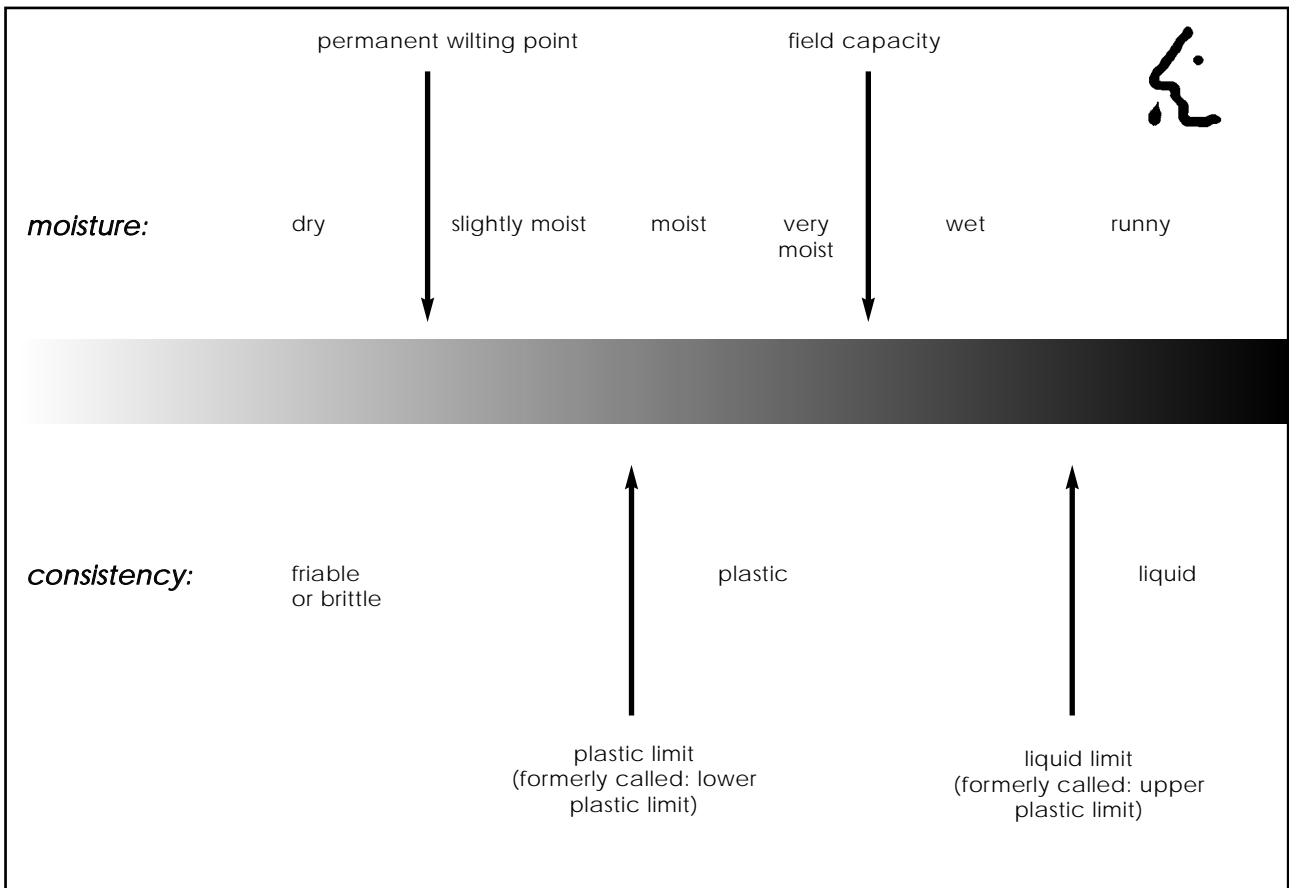 permanent wilting point
field capacity
moisture:
dry
slightly moist
moist
very
moist
wet
runny
consistency:
friable
or brittle
plastic
liquid
plastic limit
(formerly called: lower
plastic limit)
liquid limit
(formerly called: upper
plastic limit)